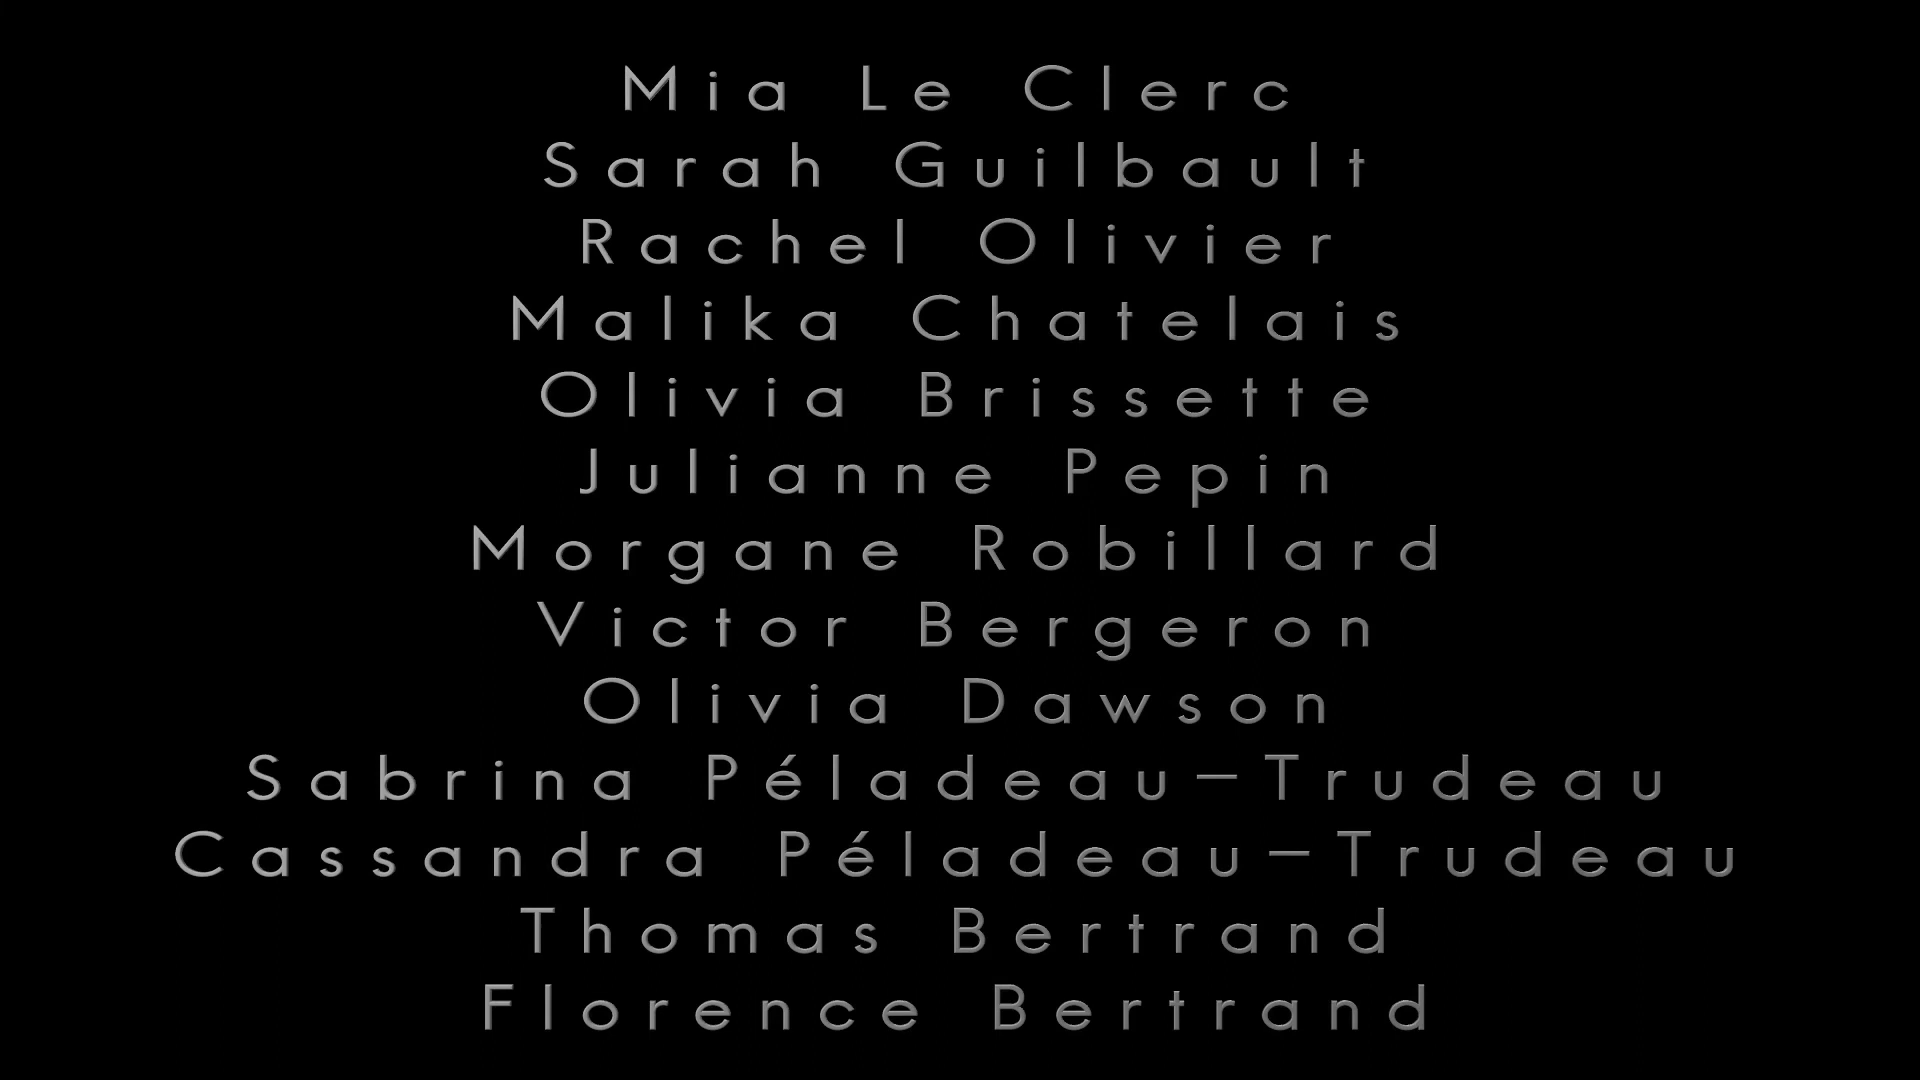 Mia Le Clerc
Sarah Guilbault
Rachel Olivier
Malika Chatelais
Olivia Brissette
Julianne Pepin
Morgane Robillard
Victor Bergeron
Olivia Dawson
Sabrina Péladeau-Trudeau
Cassandra Péladeau-Trudeau
Thomas Bertrand
Florence Bertrand